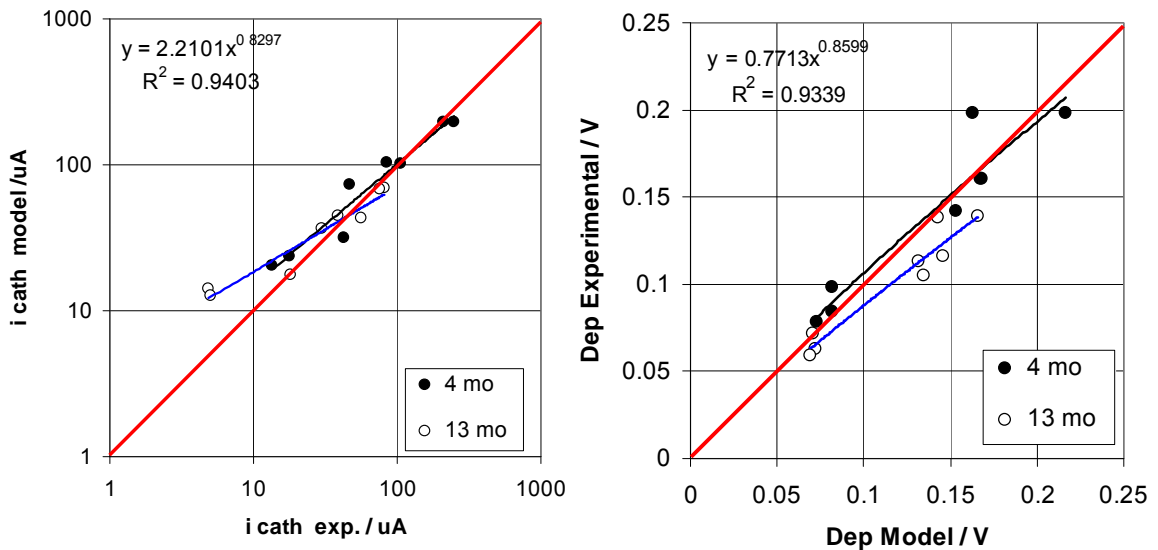 1000
100
10
1
y = 2.2101x^0 8297
R^2 = 0.9403
i cath model /uA
4 mo
13 mo
1 10 100 1000
i cath exp. / uA
0.25
0.2
0.15
0.1
0.05
0
y = 0.7713x^0.8599
R^2 = 0.9339
Dep Experimental / V
4 mo
13 mo
0 0.05 0.1 0.15 0.2 0.25
Dep Model / V